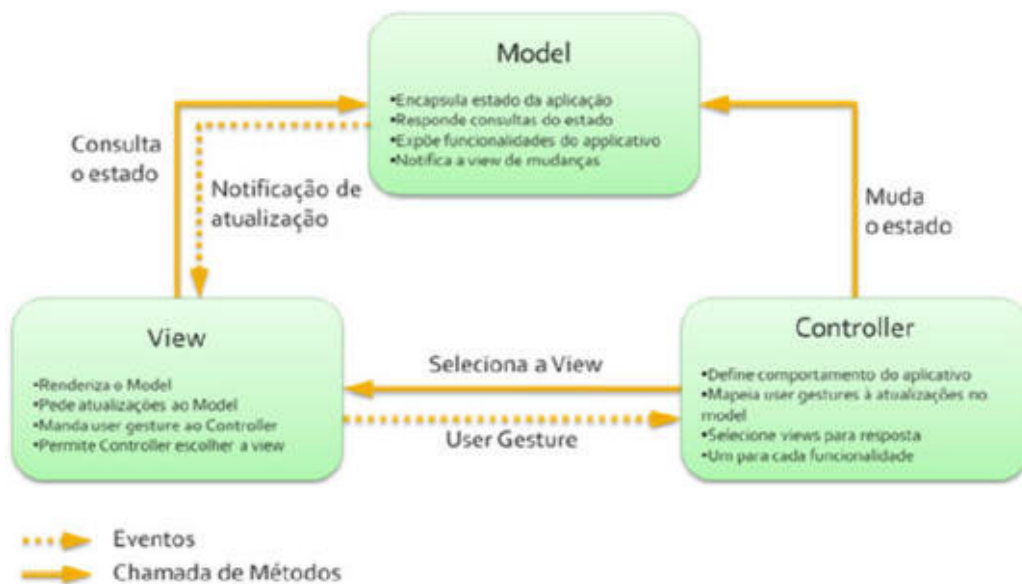 Model
•Encapsula estado da aplicação
•Responde consultas do estado
•Expõe funcionalidades do applicativo
•Notifica a view de mudanças
Consulta
o estado
Notificação de
atualização
Muda
o estado
View
•Renderiza o Model
•Pede atualizações ao Model
•Manda user gesture ao Controller
•Permite Controller escolher a view
Seleciona a View
User Gesture
Controller
•Define comportamento do aplicativo
•Mapeia user gestures à atualizações no
model
•Selecione views para resposta
•Um para cada funcionalidade
Eventos
Chamada de Métodos